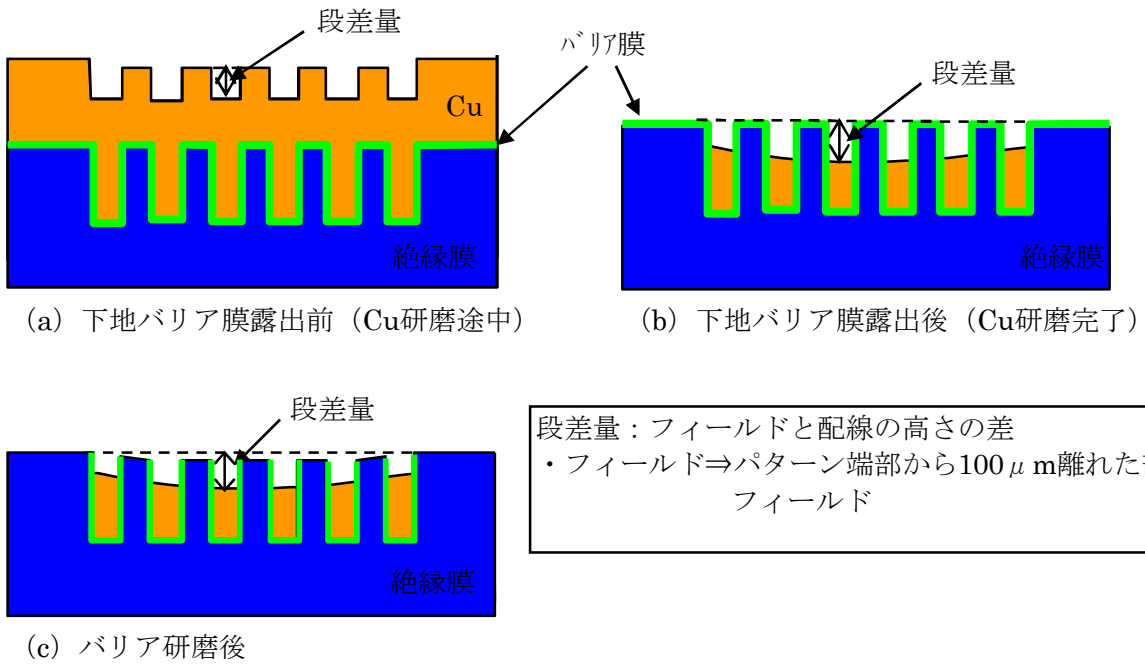 段差量
バリア膜
段差量
Cu
絶縁膜
絶縁膜
(a) 下地バリア膜露出前（Cu研磨途中）
(b) 下地バリア膜露出後（Cu研磨完了）
段差量
絶縁膜
(c) バリア研磨後
段差量：フィールドと配線の高さの差
・フィールド⇒パターン端部から100μm離れた
フィールド